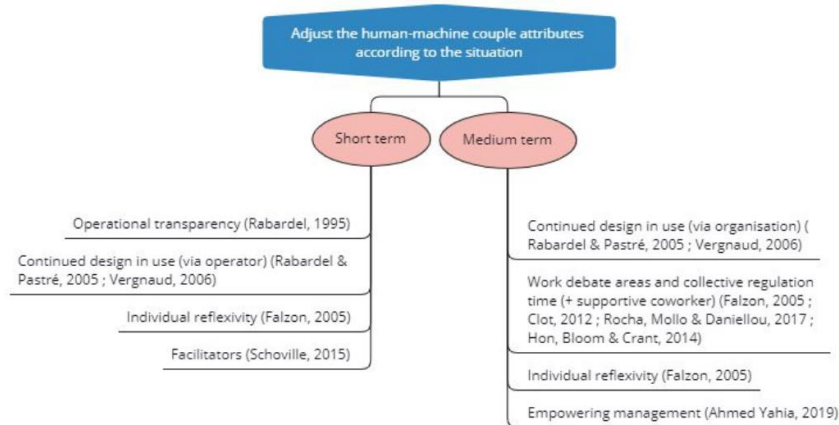 Adjust the human-machine couple attributes
according to the situation
Short term
Medium term
Operational transparency (Rabardel, 1995)
Continued design in use (via operator) (Rabardel &
Pastré, 2005 ; Vergnaud, 2006)
Individual reflexivity (Falzon, 2005)
Facilitators (Schoville, 2015)
Continued design in use (via organisation) (
Rabardel & Pastré, 2005 ; Vergnaud, 2006)
Work debate areas and collective regulation
time (+ supportive coworker) (Falzon, 2005 ;
Clot, 2012 ; Rocha, Mollo & Daniellou, 2017 ;
Hon, Bloom & Crant, 2014)
Individual reflexivity (Falzon, 2005)
Empowering management (Ahmed Yahia, 2019)